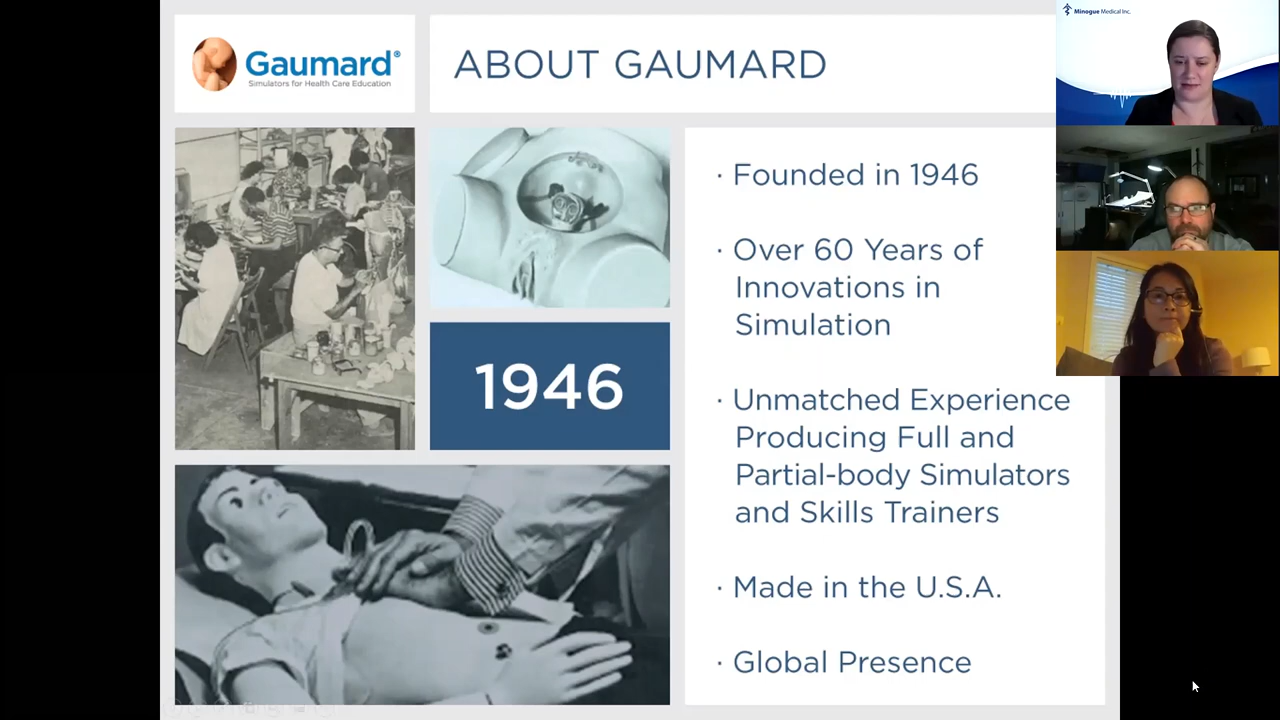 Gaumard®
Simulators for Health Care Education
ABOUT GAUMARD
1946
· Founded in 1946
· Over 60 Years of
Innovations in
Simulation
· Unmatched Experience
Producing Full and
Partial-body Simulators
and Skills Trainers
· Made in the U.S.A.
· Global Presence
Minogue Medical Inc.